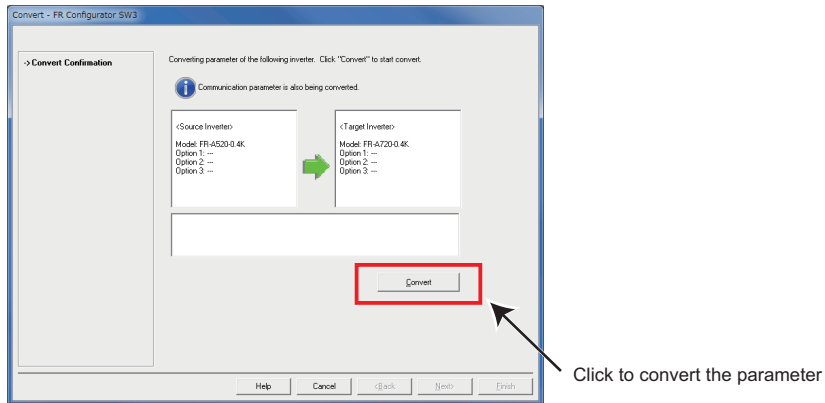 Convert - FR Configurator SW3
-> Convert Confirmation
Converting parameter of the following inverter. Click "Convert" to start convert.
Communication parameter is also being converted.
<Source Inverter>
Model: FR-A520-0.4K
Option 1: ---
Option 2: ---
Option 3: ---
<Target Inverter>
Model: FR-A720-0.4K
Option 1: ---
Option 2: ---
Option 3: ---
Convert
Click to convert the parameter
Help
Cancel
<Back
Next>
Finish